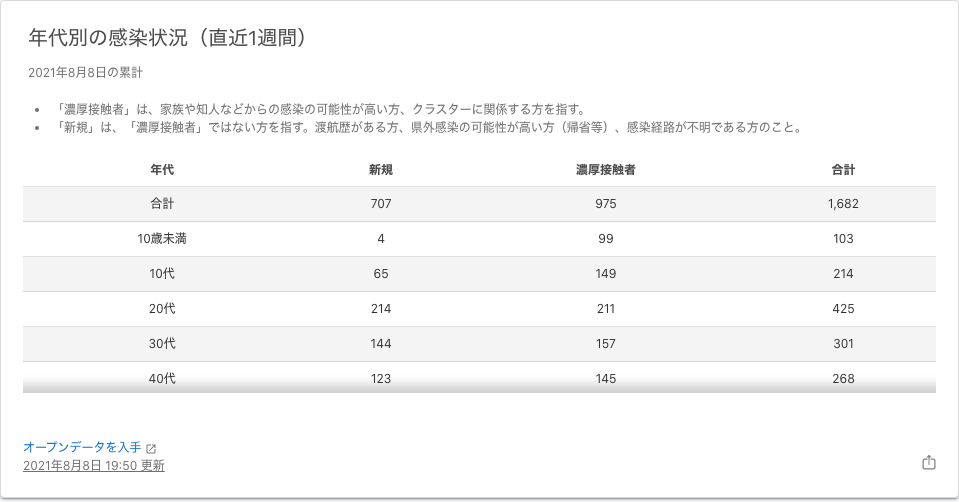 年代別の感染状況（直近1週間）
2021年8月8日の累計
• 「濃厚接触者」は、家族や知人などからの感染の可能性が高い方、クラスターに関係する方を指す。
• 「新規」は、「濃厚接触者」ではない方を指す。渡航歴がある方、県外感染の可能性が高い方（帰省等）、感染経路が不明である方のこと。
年代 新規 濃厚接触者 合計
合計 707 975 1,682
10歳未満 4 99 103
10代 65 149 214
20代 214 211 425
30代 144 157 301
40代 123 145 268
オープンデータを入手
2021年8月8日 19:50 更新